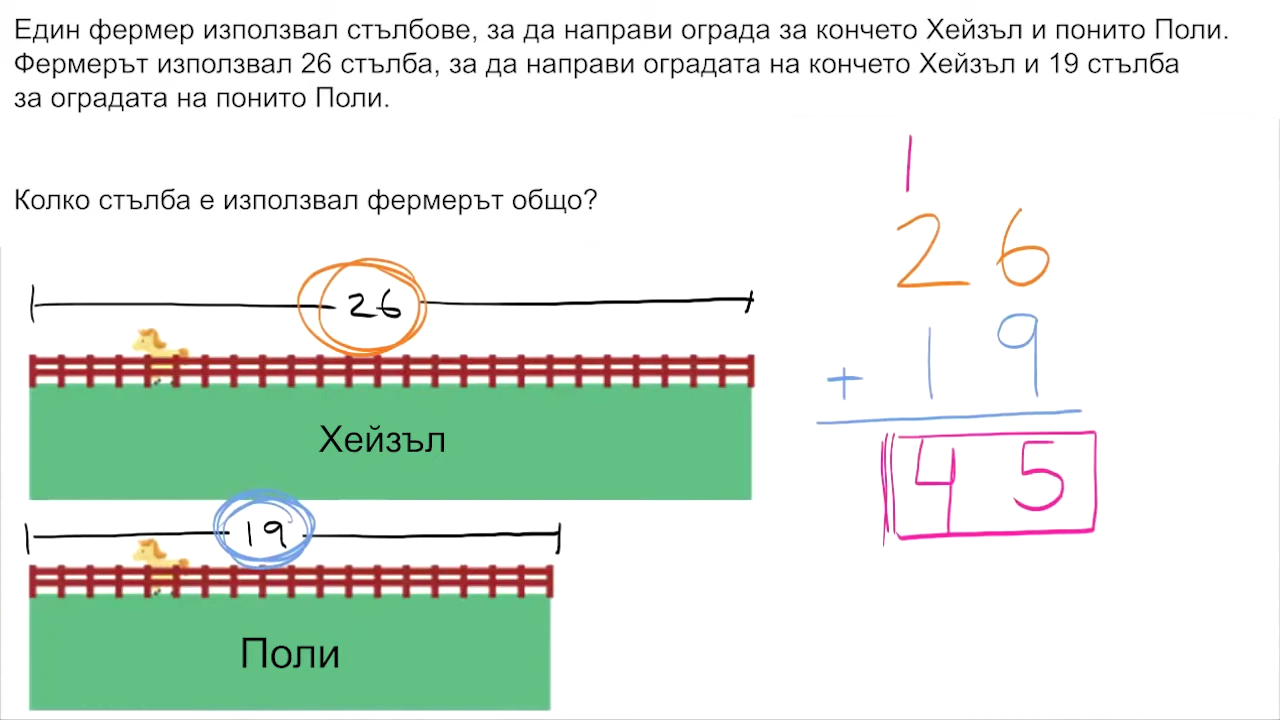 Един фермер използвал стълбове, за да направи ограда за кончето Хейзъл и понито Поли.
Фермерът използвал 26 стълба, за да направи оградата на кончето Хейзъл и 19 стълба
за оградата на понито Поли.
Колко стълба е използвал фермерът общо?
26
Хейзъл
19
Поли
1
26
+ 19
45